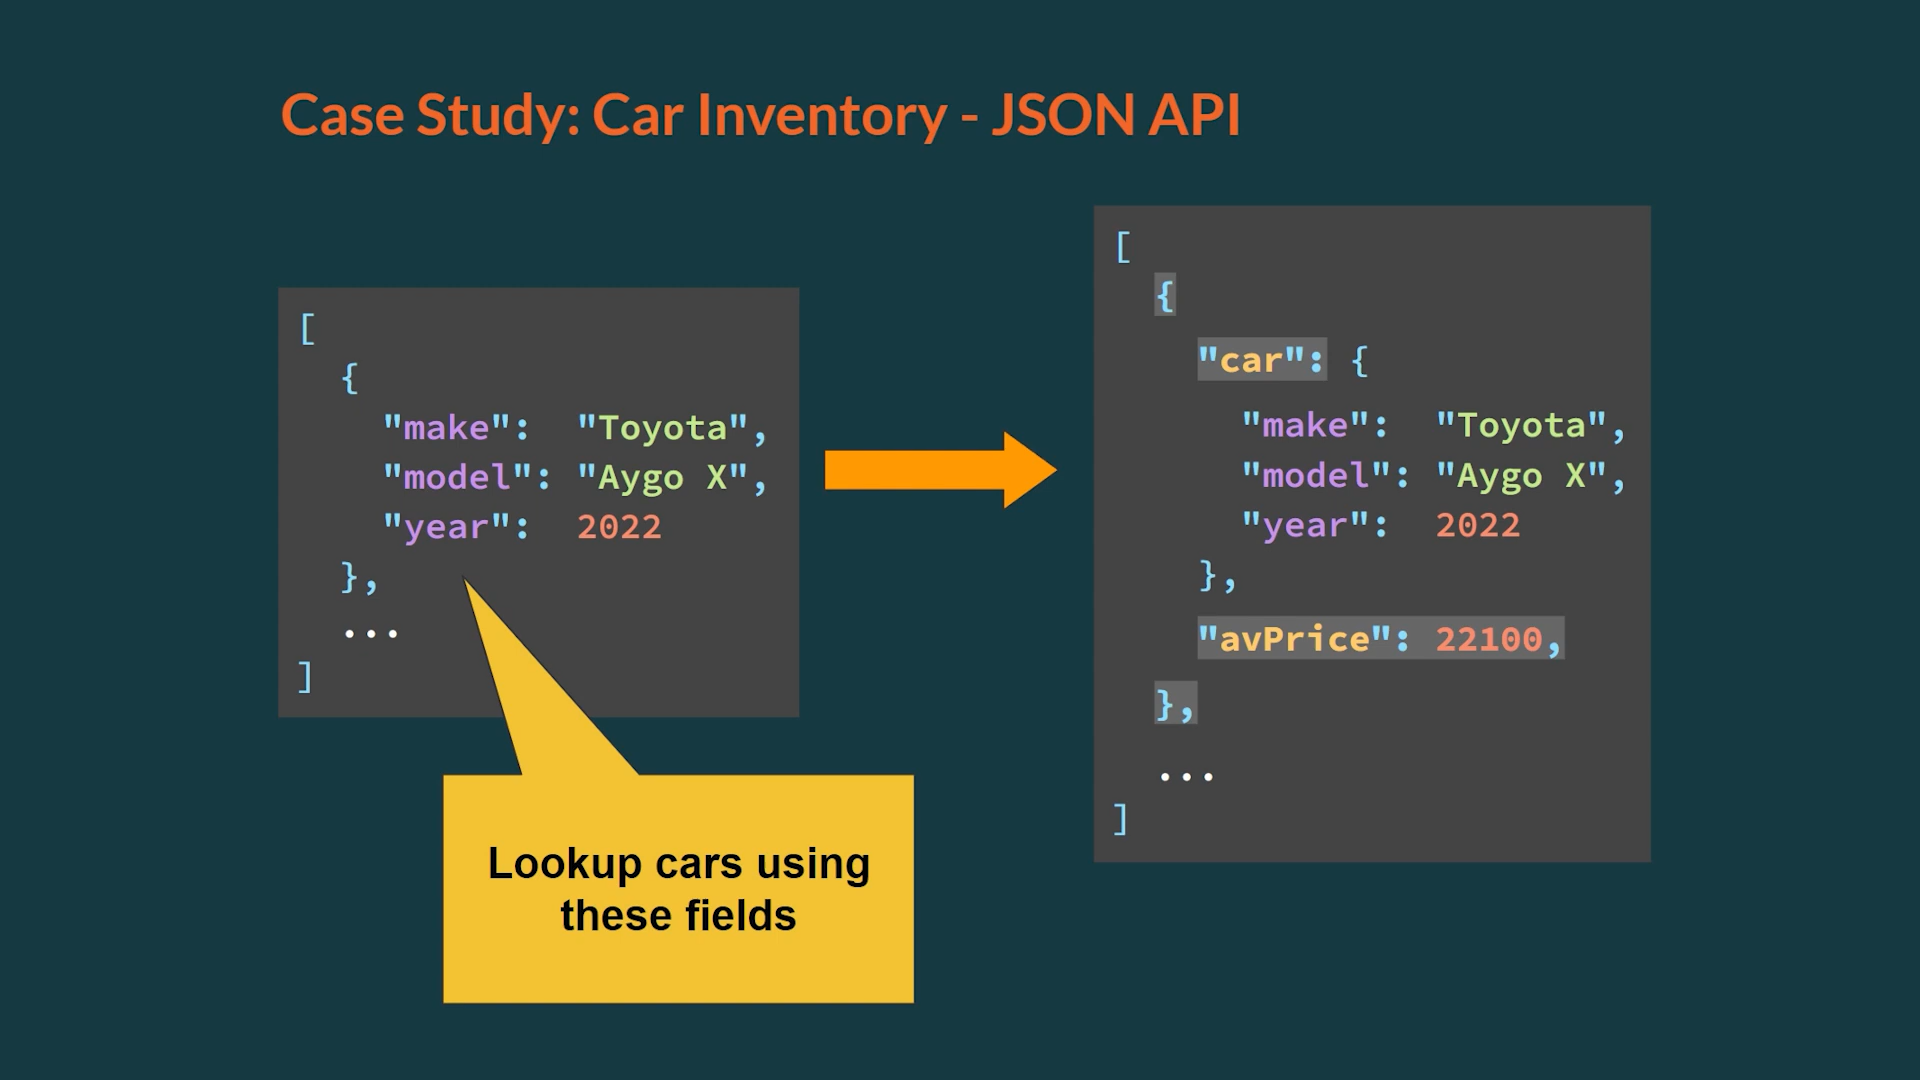 Case Study: Car Inventory - JSON API
[
  {
    "make":  "Toyota",
    "model": "Aygo X",
    "year":  2022
  },
  ...
]
Lookup cars using
these fields
[
  {
    "car": {
      "make":  "Toyota",
      "model": "Aygo X",
      "year":  2022
    },
    "avPrice": 22100,
  },
  ...
]